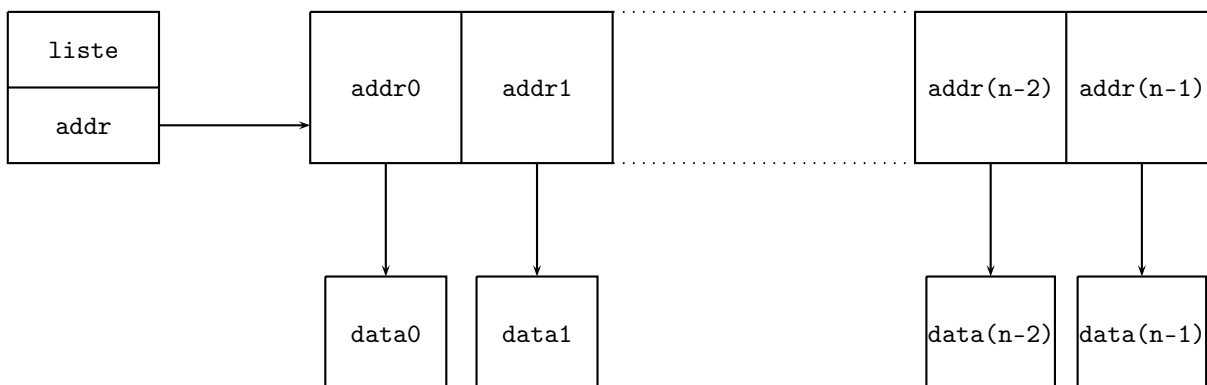 liste
addr
addr0 addr1 addr(n-2) addr(n-1)
data0 data1 data(n-2) data(n-1)